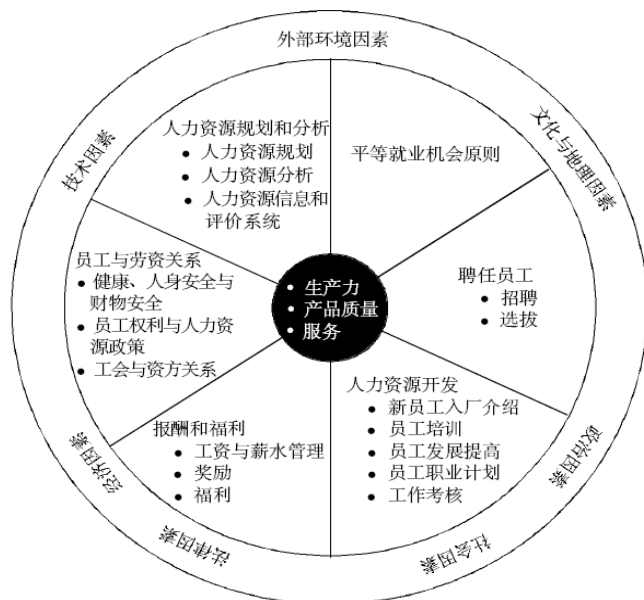 外部环境因素
技术因素
文化与地理因素
人力资源规划和分析
• 人力资源规划
• 人力资源分析
• 人力资源信息和
评价系统
平等就业机会原则
员工与劳资关系
• 健康、人身安全与
财物安全
• 员工权利与人力资
源政策
• 工会与资方关系
• 生产力
• 产品质量
• 服务
聘任员工
• 招聘
• 选拔
报酬和福利
• 工资与薪水管理
• 奖励
• 福利
人力资源开发
• 新员工入厂介绍
• 员工培训
• 员工发展提高
• 员工职业计划
• 工作考核
经济因素
法律因素
社会因素
政治因素